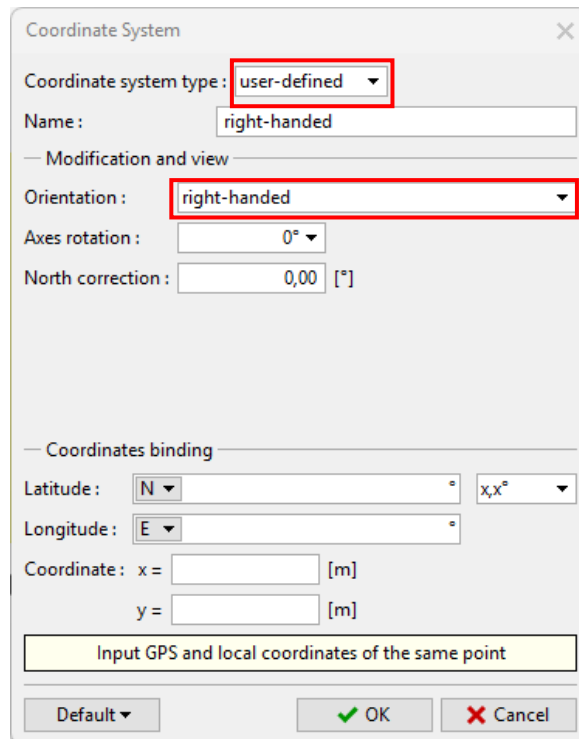 Coordinate System
Coordinate system type : user-defined
Name : right-handed
Modification and view
Orientation : right-handed
Axes rotation : 0°
North correction : 0,00 [°]
Coordinates binding
Latitude : N ° x,x°
Longitude : E °
Coordinate : x = [m]
y = [m]
Input GPS and local coordinates of the same point
Default OK Cancel